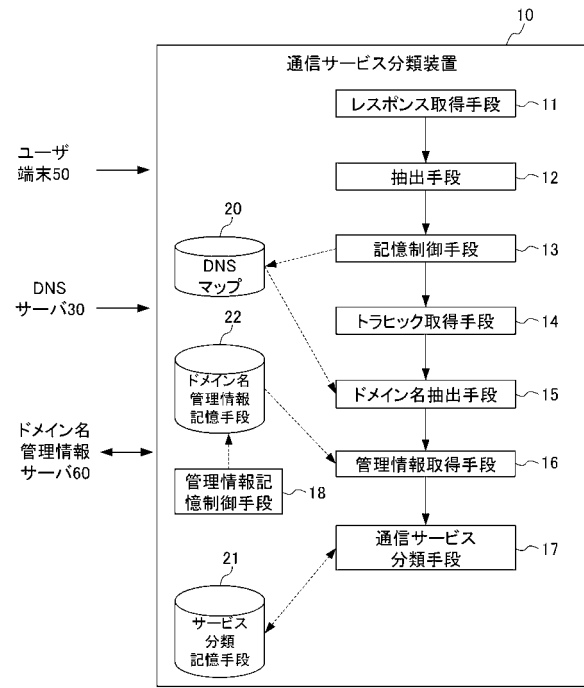 10
通信サービス分類装置
レスポンス取得手段
11
ユーザ
端末50
抽出手段
12
20
DNS
マップ
記憶制御手段
13
DNS
サーバ30
22
トラヒック取得手段
14
ドメイン名
管理情報
記憶手段
ドメイン名抽出手段
15
ドメイン名
管理情報
サーバ60
管理情報取得手段
16
管理情報記
憶制御手段
18
通信サービス
分類手段
17
21
サービス
分類
記憶手段